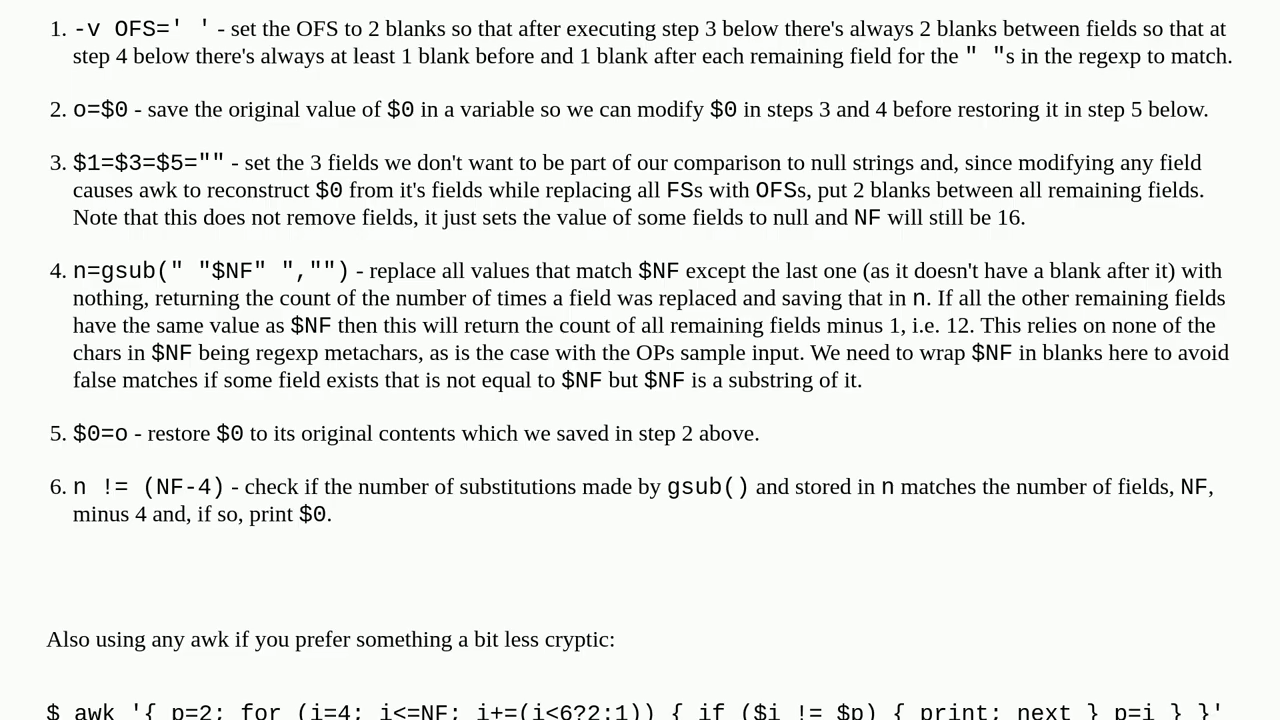 1. -v OFS='  ' - set the OFS to 2 blanks so that after executing step 3 below there's always 2 blanks between fields so that at
step 4 below there's always at least 1 blank before and 1 blank after each remaining field for the " "s in the regexp to match.
2. o=$0 - save the original value of $0 in a variable so we can modify $0 in steps 3 and 4 before restoring it in step 5 below.
3. $1=$3=$5="" - set the 3 fields we don't want to be part of our comparison to null strings and, since modifying any field
causes awk to reconstruct $0 from it's fields while replacing all FSs with OFSs, put 2 blanks between all remaining fields.
Note that this does not remove fields, it just sets the value of some fields to null and NF will still be 16.
4. n=gsub(" "$NF" ","") - replace all values that match $NF except the last one (as it doesn't have a blank after it) with
nothing, returning the count of the number of times a field was replaced and saving that in n. If all the other remaining fields
have the same value as $NF then this will return the count of all remaining fields minus 1, i.e. 12. This relies on none of the
chars in $NF being regexp metachars, as is the case with the OPs sample input. We need to wrap $NF in blanks here to avoid
false matches if some field exists that is not equal to $NF but $NF is a substring of it.
5. $0=o - restore $0 to its original contents which we saved in step 2 above.
6. n != (NF-4) - check if the number of substitutions made by gsub() and stored in n matches the number of fields, NF,
minus 4 and, if so, print $0.
Also using any awk if you prefer something a bit less cryptic:
$ awk '{ p=2; for (i=4; i<=NF; i+=(i<6?2:1)) { if ($i != $p) { print; next } p=i } }'